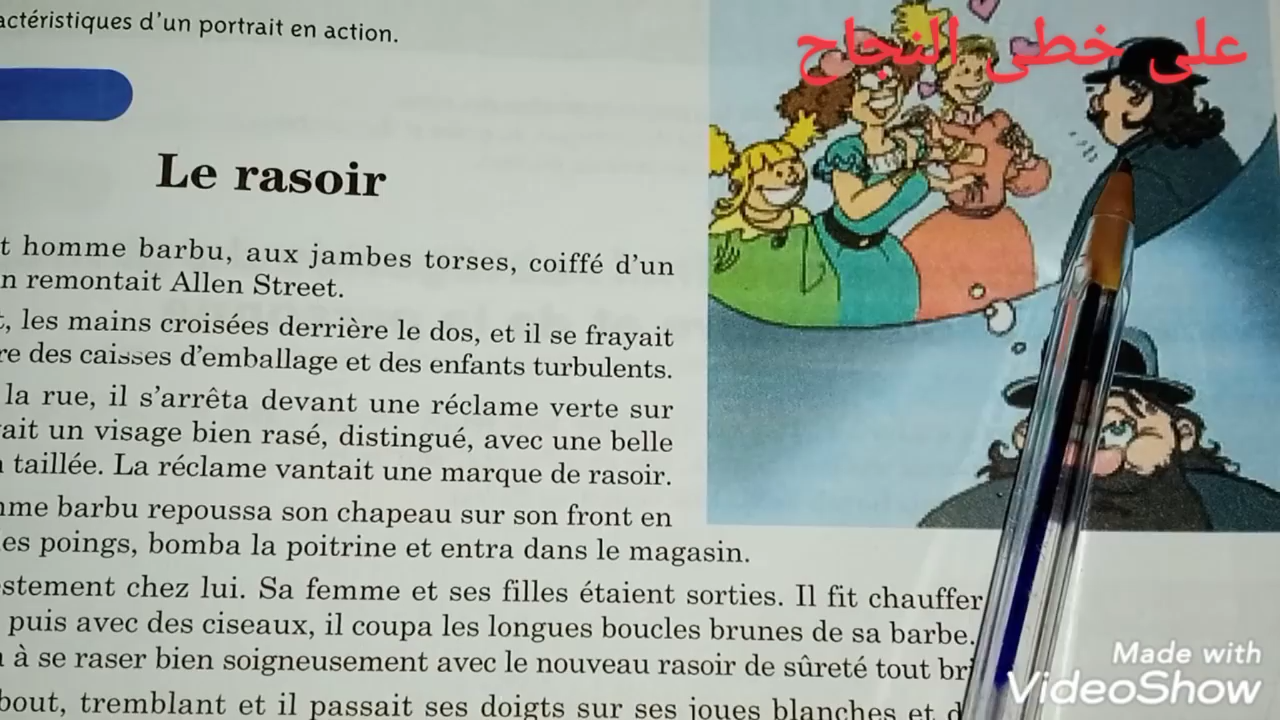 actéristiques d'un portrait en action.
على خطى النجاح
Le rasoir
t homme barbu, aux jambes torses, coiffé d'un
n remontait Allen Street.
, les mains croisées derrière le dos, et il se frayait
re des caisses d'emballage et des enfants turbulents.
la rue, il s'arrêta devant une réclame verte sur
ait un visage bien rasé, distingué, avec une belle
taillée. La réclame vantait une marque de rasoir.
me barbu repoussa son chapeau sur son front en
es poings, bomba la poitrine et entra dans le magasin.
stement chez lui. Sa femme et ses filles étaient sorties. Il fit chauffer
puis avec des ciseaux, il coupa les longues boucles brunes de sa barbe.
à se raser bien soigneusement avec le nouveau rasoir de sûreté tout bri
bout, tremblant et il passait ses doigts sur ses joues blanches et d
Made with
VideoShow